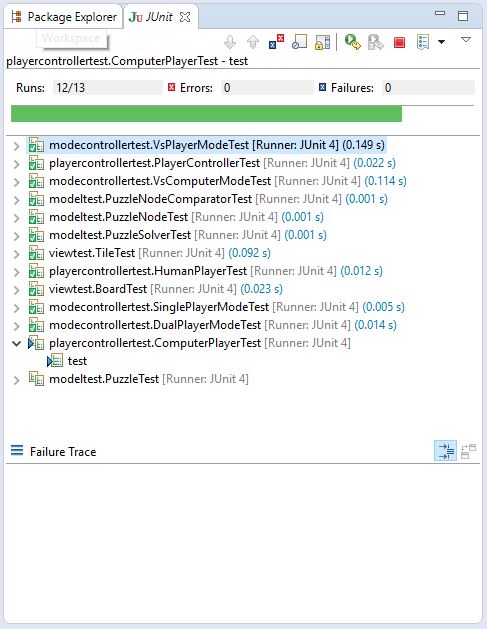 Package Explorer JUnit
Workspace
playercontrollertest.ComputerPlayerTest - test
Runs: 12/13 Errors: 0 Failures: 0
modecontrollertest.VsPlayerModeTest [Runner: JUnit 4] (0.149 s)
playercontrollertest.PlayerControllerTest [Runner: JUnit 4] (0.022 s)
modecontrollertest.VsComputerModeTest [Runner: JUnit 4] (0.114 s)
modeltest.PuzzleNodeComparatorTest [Runner: JUnit 4] (0.001 s)
modeltest.PuzzleNodeTest [Runner: JUnit 4] (0.001 s)
modeltest.PuzzleSolverTest [Runner: JUnit 4] (0.001 s)
viewtest.TileTest [Runner: JUnit 4] (0.092 s)
playercontrollertest.HumanPlayerTest [Runner: JUnit 4] (0.012 s)
viewtest.BoardTest [Runner: JUnit 4] (0.023 s)
modecontrollertest.SinglePlayerModeTest [Runner: JUnit 4] (0.005 s)
modecontrollertest.DualPlayerModeTest [Runner: JUnit 4] (0.014 s)
playercontrollertest.ComputerPlayerTest [Runner: JUnit 4]
test
modeltest.PuzzleTest [Runner: JUnit 4]
Failure Trace